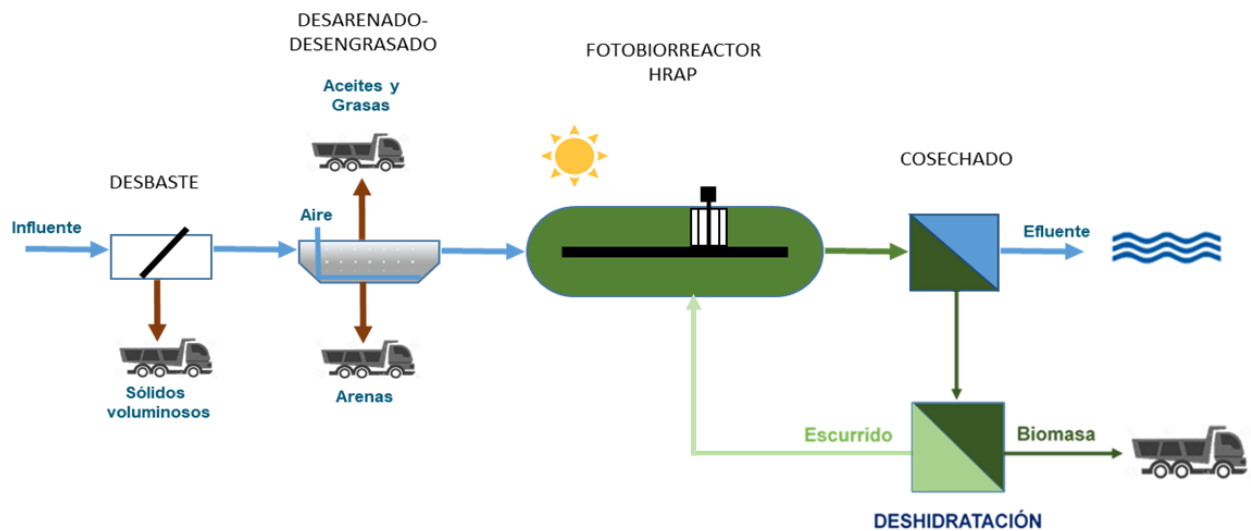 DESARENADO-
DESENGRASADO
Aceites y
Grasas
FOTOBIORREACTOR
HRAP
COSECHADO
DESBASTE
Influente
Aire
Efluente
Sólidos
voluminosos
Arenas
Escurrido
Biomasa
DESHIDRATACIÓN